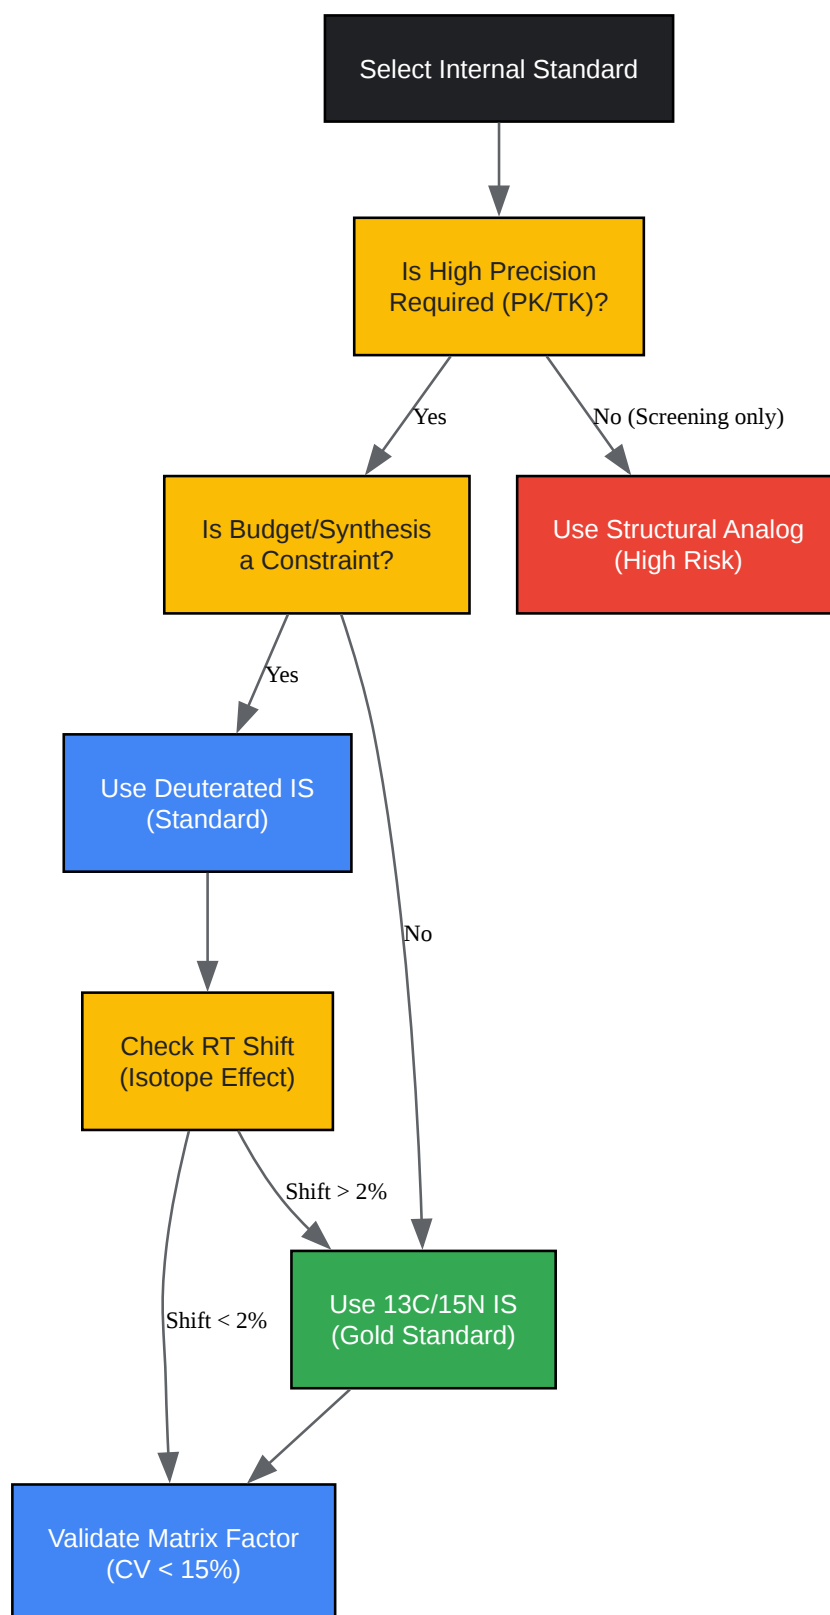 Select Internal Standard
Is High Precision
Required (PK/TK)?
Yes
No (Screening only)
Is Budget/Synthesis
a Constraint?
Use Structural Analog
(High Risk)
Yes
Use Deuterated IS
(Standard)
No
Check RT Shift
(Isotope Effect)
Shift > 2%
Shift < 2%
Use 13C/15N IS
(Gold Standard)
Validate Matrix Factor
(CV < 15%)